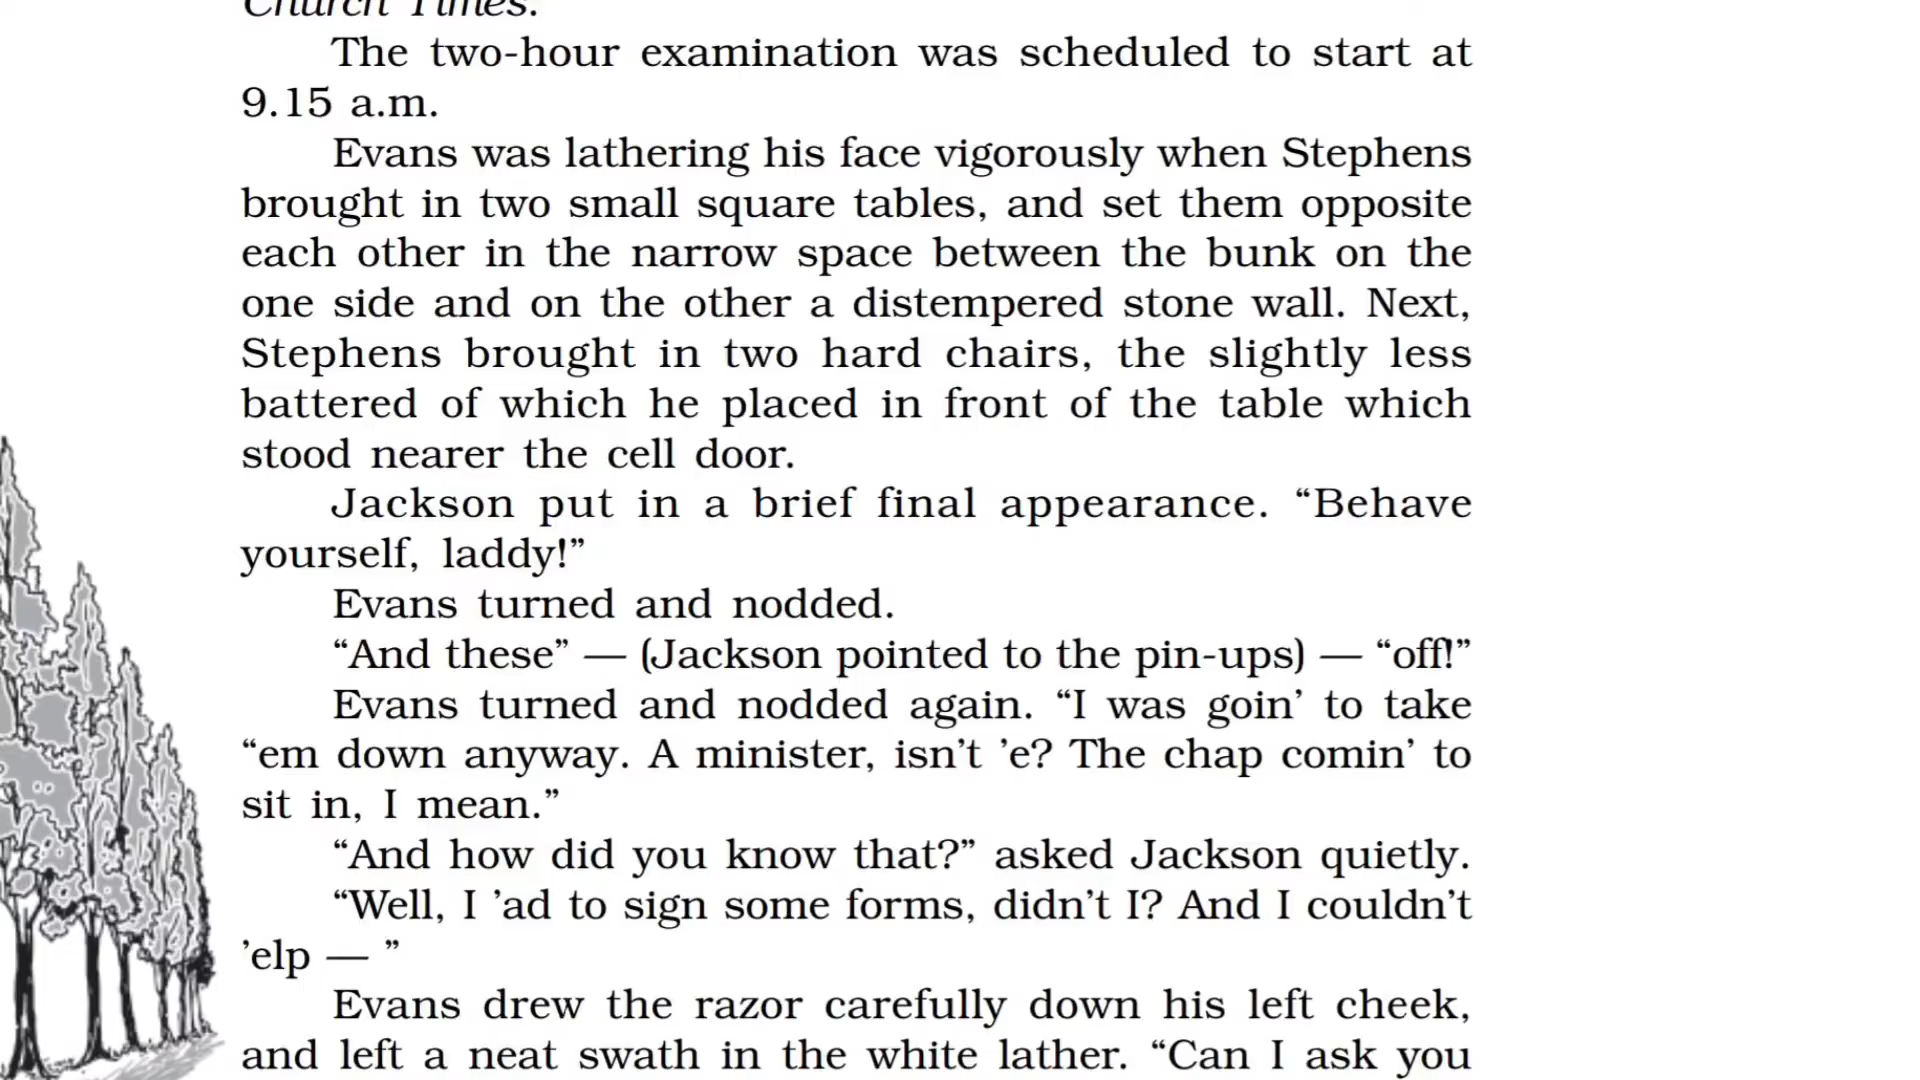 Church Times.
The two-hour examination was scheduled to start at
9.15 a.m.
Evans was lathering his face vigorously when Stephens
brought in two small square tables, and set them opposite
each other in the narrow space between the bunk on the
one side and on the other a distempered stone wall. Next,
Stephens brought in two hard chairs, the slightly less
battered of which he placed in front of the table which
stood nearer the cell door.
Jackson put in a brief final appearance. “Behave
yourself, laddy!”
Evans turned and nodded.
“And these” — (Jackson pointed to the pin-ups) — “off!”
Evans turned and nodded again. “I was goin’ to take
“em down anyway. A minister, isn’t ’e? The chap comin’ to
sit in, I mean.”
“And how did you know that?” asked Jackson quietly.
“Well, I ’ad to sign some forms, didn’t I? And I couldn’t
’elp — ”
Evans drew the razor carefully down his left cheek,
and left a neat swath in the white lather. “Can I ask you